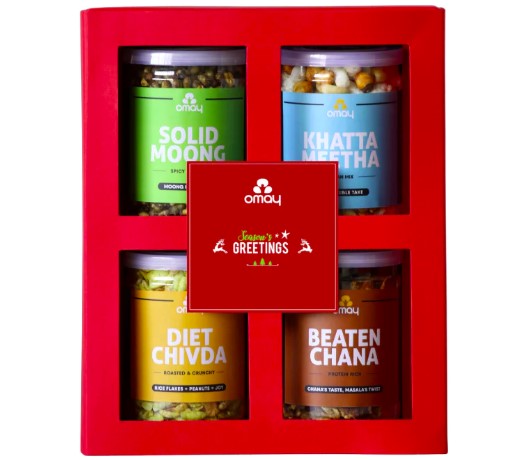 omay
SOLID
MOONG
SPICY
omay
KHATTA
MEETHA
omay
Season's
GREETINGS
omay
DIET
CHIVDA
ROASTED & CRUNCHY
RICE FLAKES + PEANUTS + JOY
omay
BEATEN
CHANA
PROTEIN RICH
CHANA'S TASTE, MASALA'S TWIST